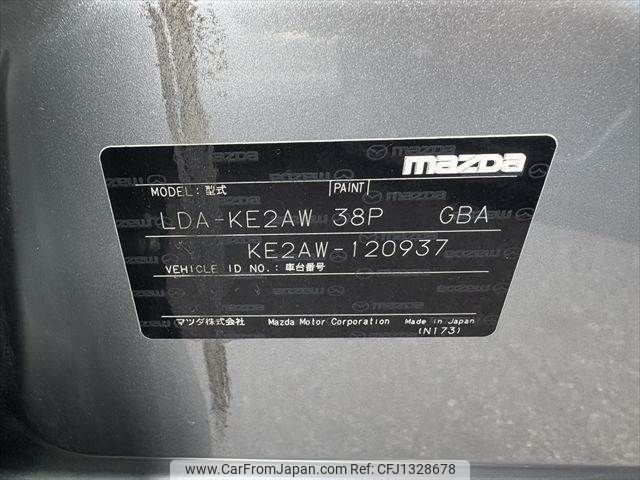 mazda
MODEL: 型式 PAINT
LDA-KE2AW 38P GBA
KE2AW-120937
VEHICLE ID NO.: 車台番号
マツダ株式会社 Mazda Motor Corporation Made in Japan
(N173)
www.CarFromJapan.com - CFJ1328678